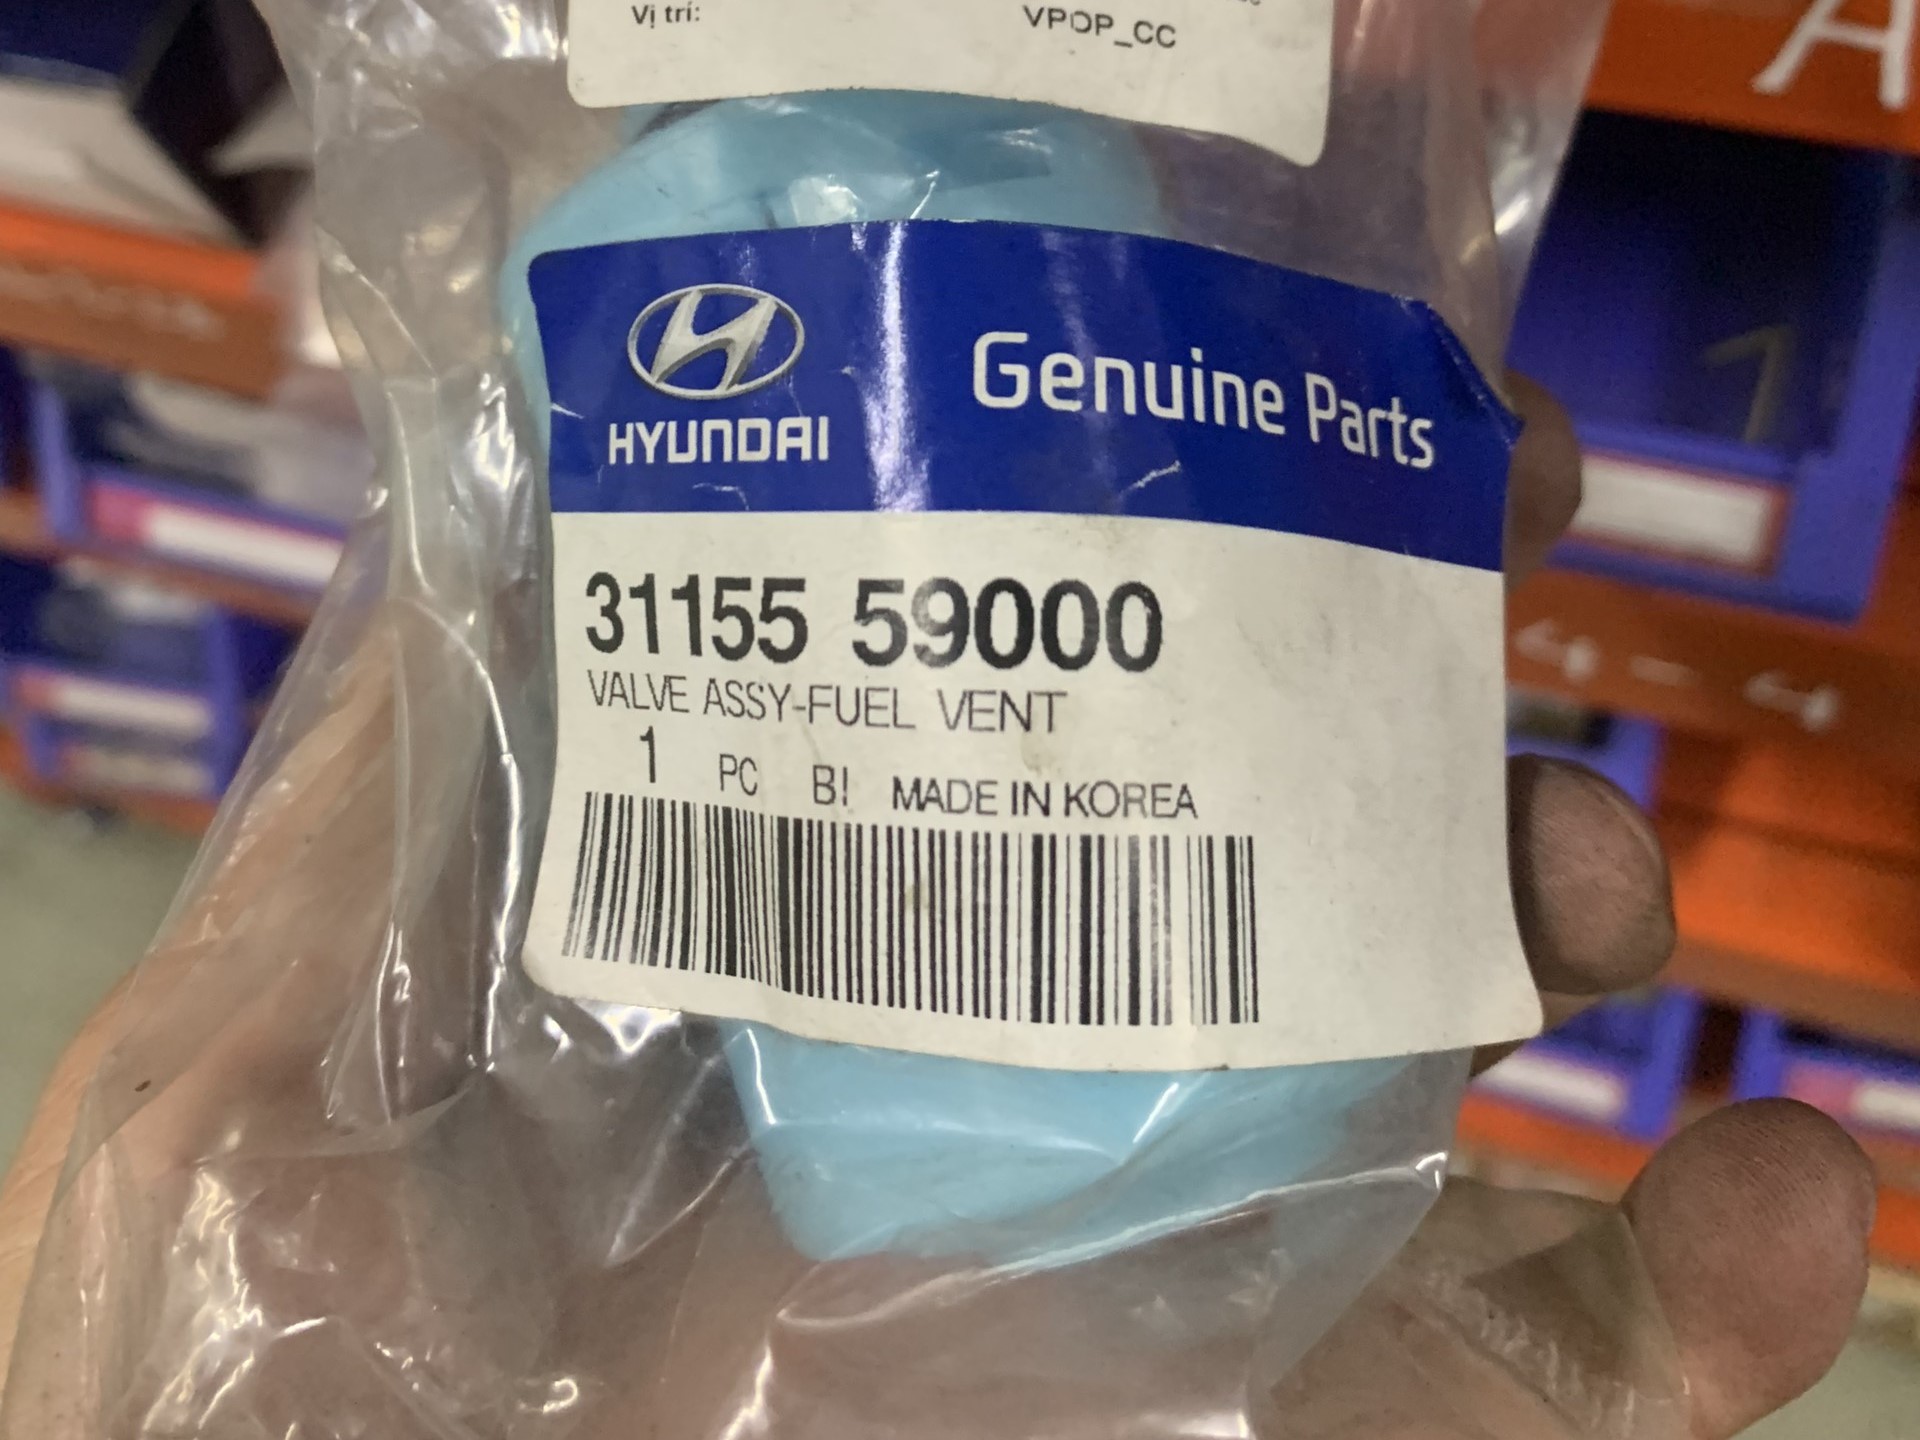 Vị trí:
VPOP_CC
A
HYUNDAI
Genuine Parts
31155 59000
VALVE ASSY-FUEL VENT
1 PC B! MADE IN KOREA